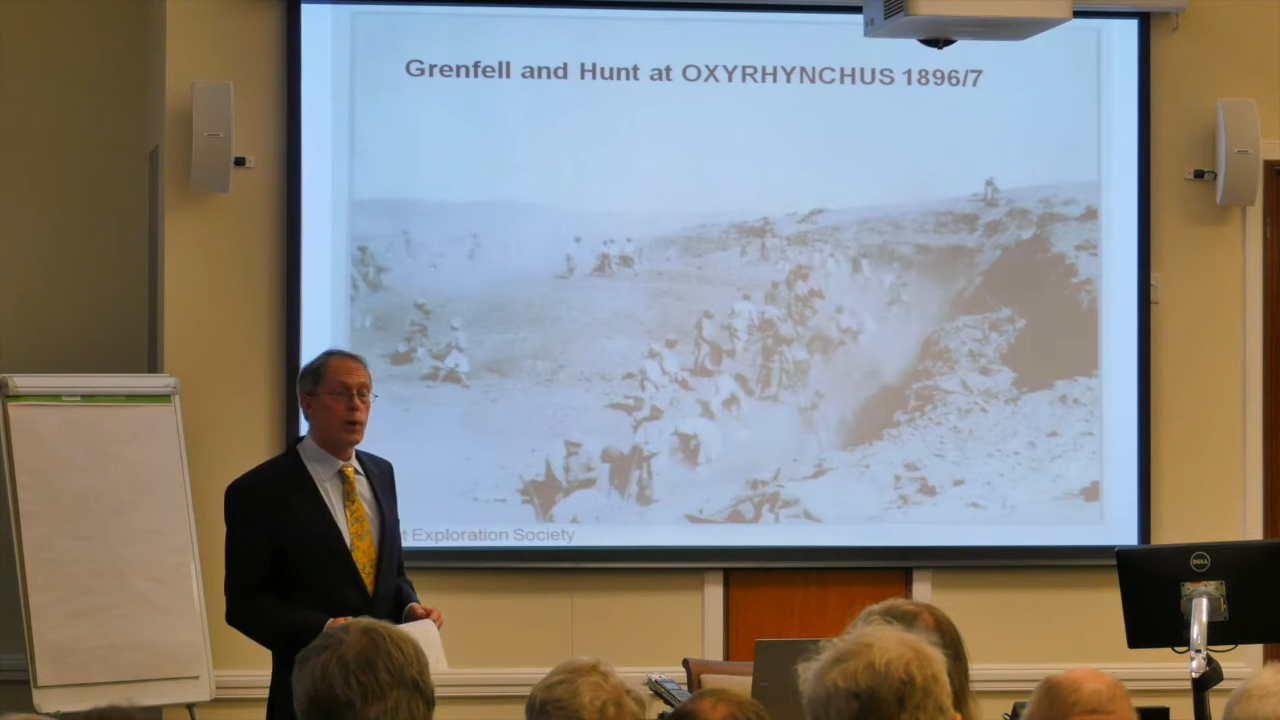 Grenfell and Hunt at OXYRHYNCHUS 1896/7
t Exploration Society
DELL